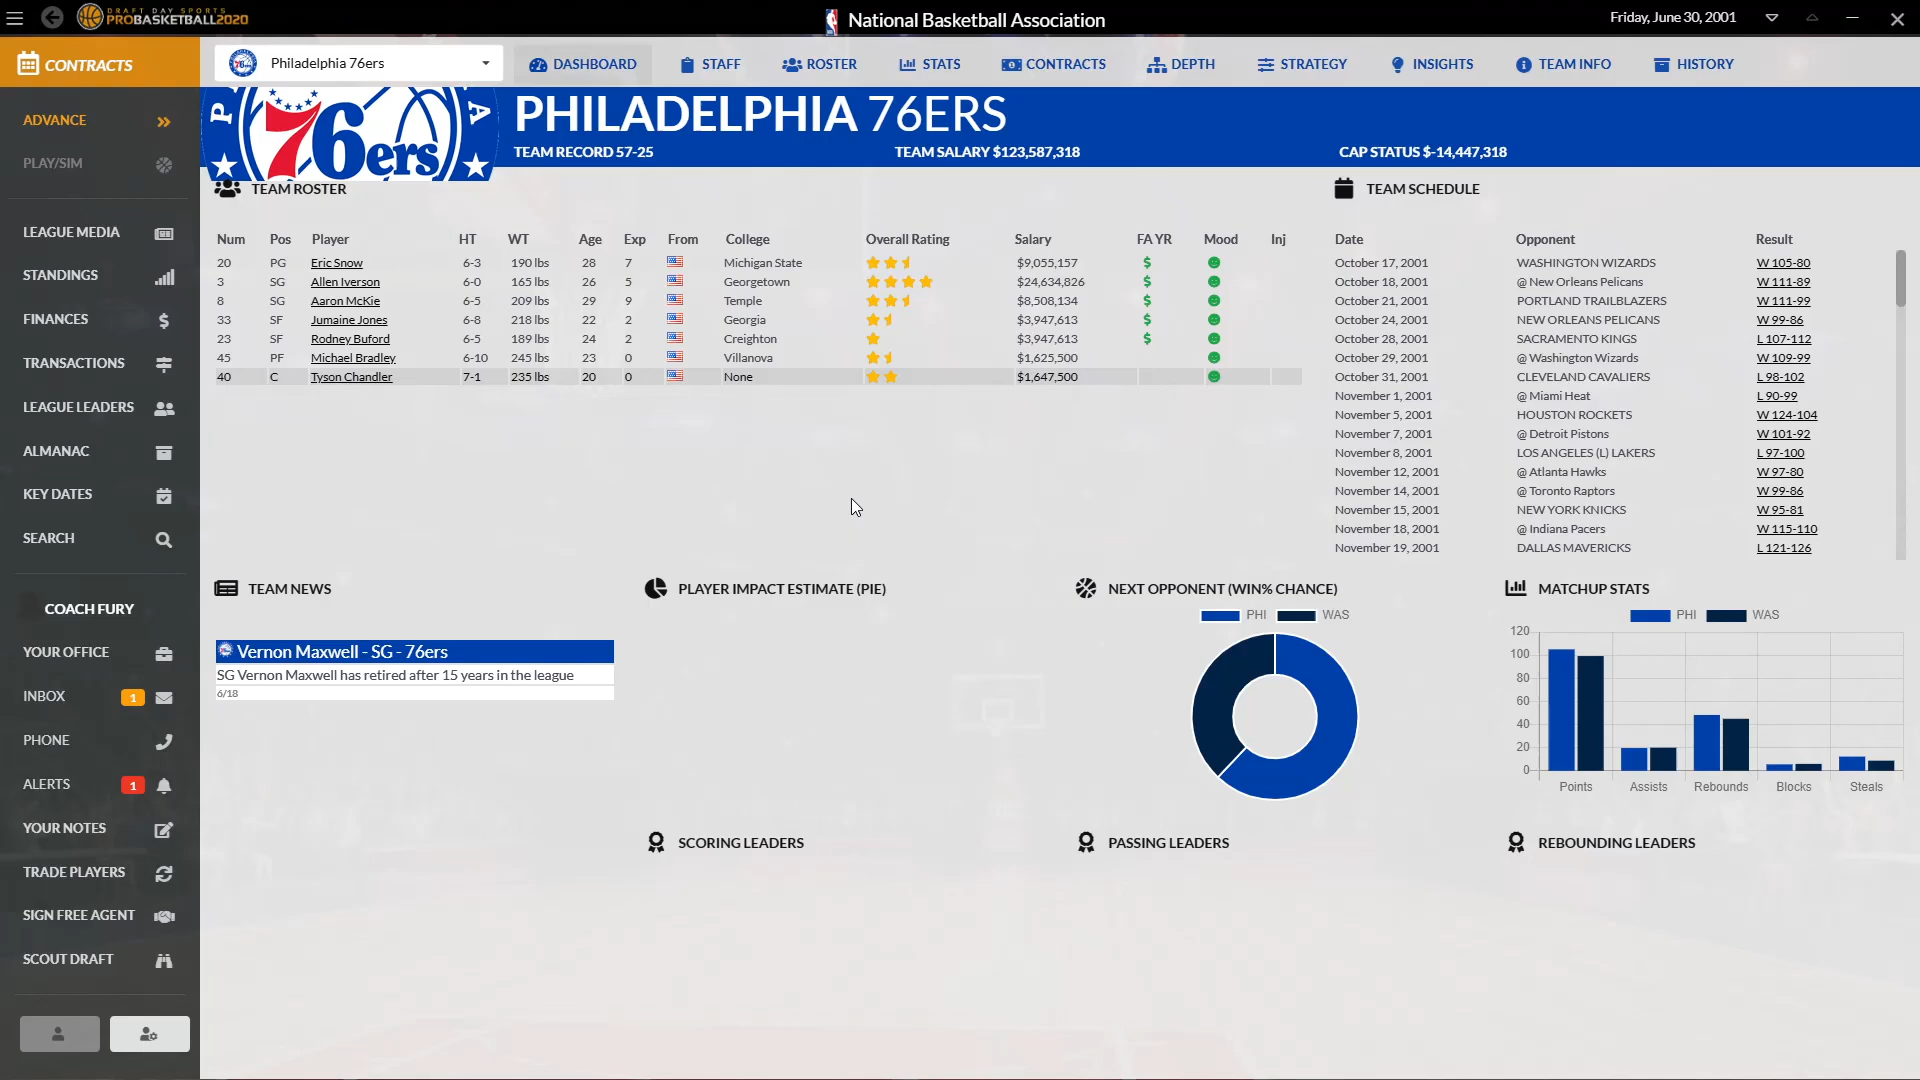 DRAFT DAY SPORTS
PROBASKETBALL2020
National Basketball Association
Friday, June 30, 2001
CONTRACTS
Philadelphia 76ers
DASHBOARD
STAFF
ROSTER
STATS
CONTRACTS
DEPTH
STRATEGY
INSIGHTS
TEAM INFO
HISTORY
76ers
PHILADELPHIA 76ERS
TEAM RECORD 57-25
TEAM SALARY $123,587,318
CAP STATUS $-14,447,318
ADVANCE
PLAY/SIM
LEAGUE MEDIA
STANDINGS
FINANCES
TRANSACTIONS
LEAGUE LEADERS
ALMANAC
KEY DATES
SEARCH
COACH FURY
YOUR OFFICE
INBOX 1
PHONE
ALERTS 1
YOUR NOTES
TRADE PLAYERS
SIGN FREE AGENT
SCOUT DRAFT
TEAM ROSTER
Num Pos Player HT WT Age Exp From College Overall Rating Salary FA YR Mood Inj
20 PG Eric Snow 6-3 190 lbs 28 7 Michigan State $9,055,157 $
3 SG Allen Iverson 6-0 165 lbs 26 5 Georgetown $24,634,826 $
8 SG Aaron McKie 6-5 209 lbs 29 9 Temple $8,508,134 $
33 SF Jumaine Jones 6-8 218 lbs 22 2 Georgia $3,947,613 $
23 SF Rodney Buford 6-5 189 lbs 24 2 Creighton $3,947,613 $
45 PF Michael Bradley 6-10 245 lbs 23 0 Villanova $1,625,500
40 C Tyson Chandler 7-1 235 lbs 20 0 None $1,647,500
TEAM SCHEDULE
Date Opponent Result
October 17, 2001 WASHINGTON WIZARDS W 105-80
October 18, 2001 @ New Orleans Pelicans W 111-89
October 21, 2001 PORTLAND TRAILBLAZERS W 111-99
October 24, 2001 NEW ORLEANS PELICANS W 99-86
October 28, 2001 SACRAMENTO KINGS L 107-112
October 29, 2001 @ Washington Wizards W 109-99
October 31, 2001 CLEVELAND CAVALIERS L 98-102
November 1, 2001 @ Miami Heat L 90-99
November 5, 2001 HOUSTON ROCKETS W 124-104
November 7, 2001 @ Detroit Pistons W 101-92
November 8, 2001 LOS ANGELES (L) LAKERS L 97-100
November 12, 2001 @ Atlanta Hawks W 97-80
November 14, 2001 @ Toronto Raptors W 99-86
November 15, 2001 NEW YORK KNICKS W 95-81
November 18, 2001 @ Indiana Pacers W 115-110
November 19, 2001 DALLAS MAVERICKS L 121-126
TEAM NEWS
Vernon Maxwell - SG - 76ers
SG Vernon Maxwell has retired after 15 years in the league
6/18
PLAYER IMPACT ESTIMATE (PIE)
NEXT OPPONENT (WIN% CHANCE)
PHI WAS
MATCHUP STATS
PHI WAS
120
100
80
60
40
20
0
Points Assists Rebounds Blocks Steals
SCORING LEADERS
PASSING LEADERS
REBOUNDING LEADERS